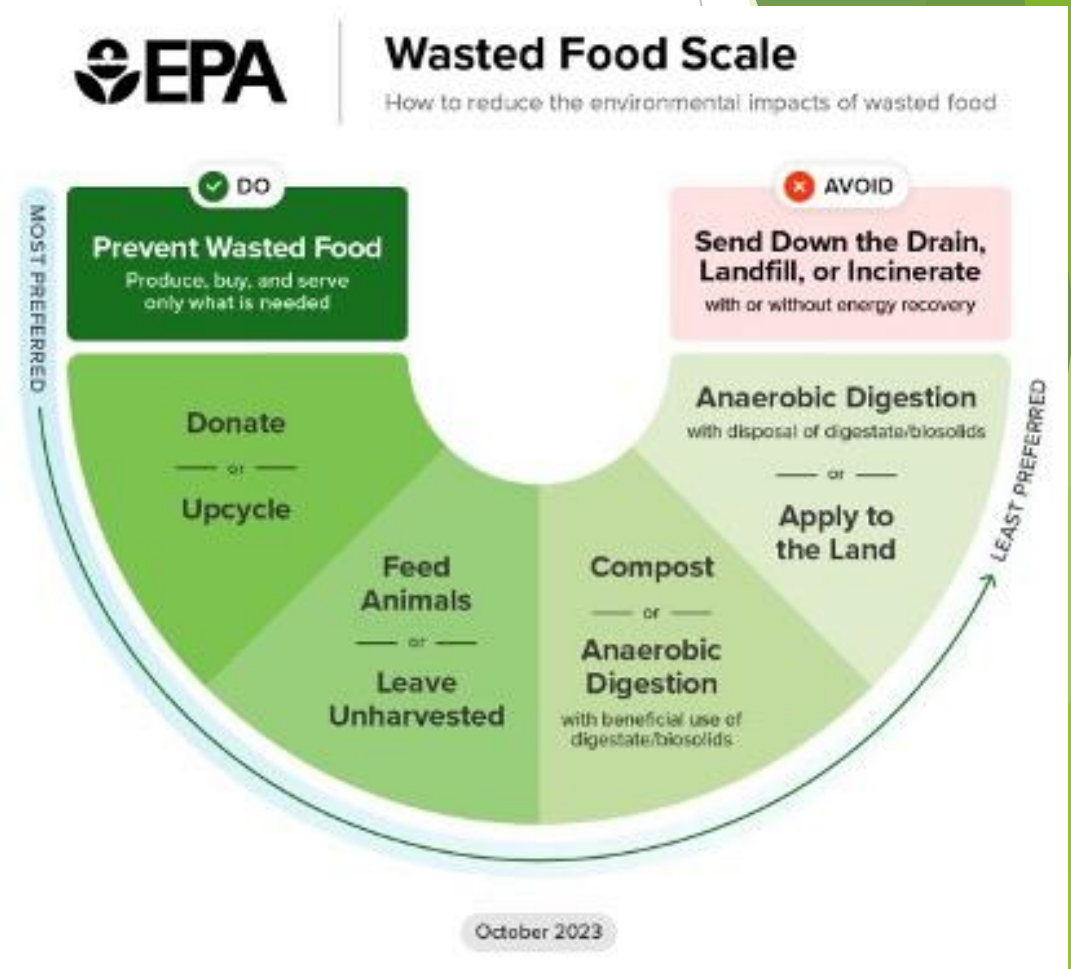 EPA
Wasted Food Scale
How to reduce the environmental impacts of wasted food
DO
Prevent Wasted Food
Produce, buy, and serve
only what is needed
MOST PREFERRED
Donate
or
Upcycle
Feed
Animals
or
Leave
Unharvested
Compost
or
Anaerobic
Digestion
with beneficial use of
digestate/biosolids
Anaerobic Digestion
with disposal of digestate/biosolids
or
Apply to
the Land
LEAST PREFERRED
AVOID
Send Down the Drain,
Landfill, or Incinerate
with or without energy recovery
October 2023